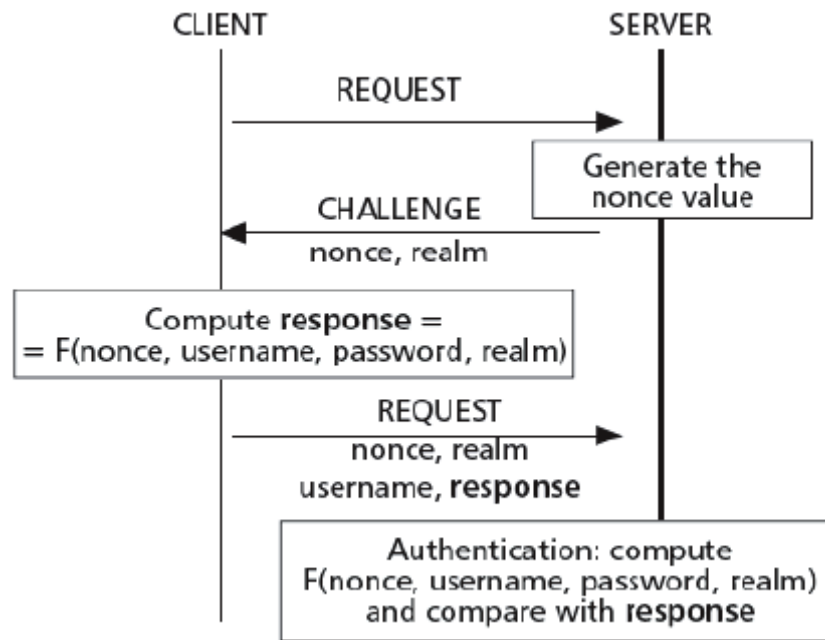 CLIENT
SERVER
REQUEST
Generate the
nonce value
CHALLENGE
nonce, realm
Compute response =
= F(nonce, username, password, realm)
REQUEST
nonce, realm
username, response
Authentication: compute
F(nonce, username, password, realm)
and compare with response